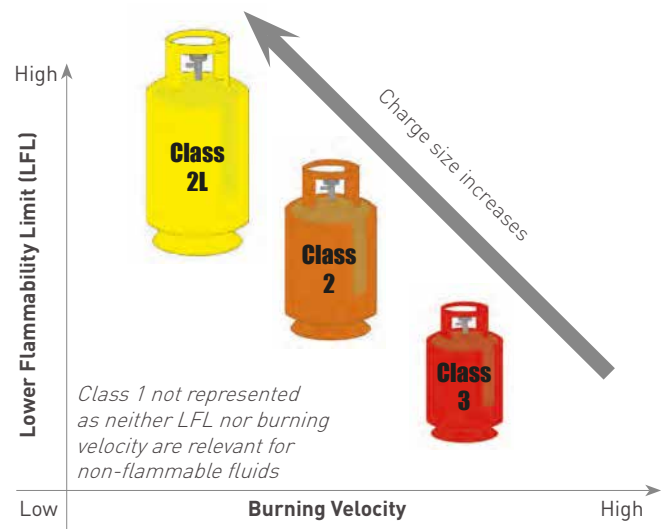 High
Lower Flammability Limit (LFL)
Class
2L
Class
2
Class
3
Charge size increases
Class 1 not represented
as neither LFL nor burning
velocity are relevant for
non-flammable fluids
Low
Burning Velocity
High